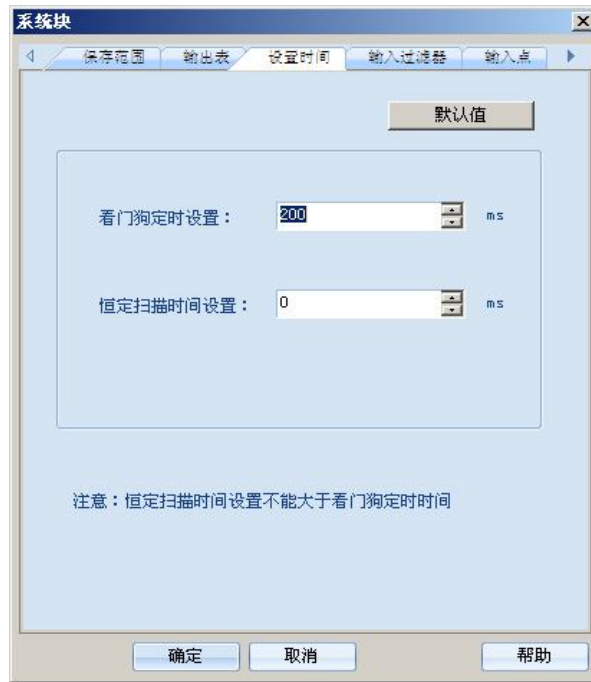 系统块
保存范围 输出表 设置时间 输入过滤器 输入点
默认值
看门狗定时设置： 200 ms
恒定扫描时间设置： 0 ms
注意：恒定扫描时间设置不能大于看门狗定时时间
确定 取消 帮助